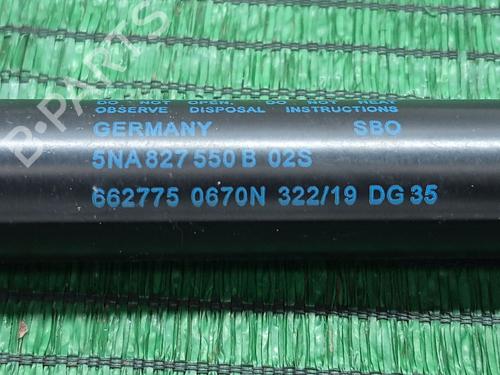 DO NOT OPEN. DO NOT HEAT
OBSERVE DISPOSAL INSTRUCTIONS
GERMANY SBO
5NA 827 550 B 02S
662775 0670N 322/19 DG 35
B-PARTS